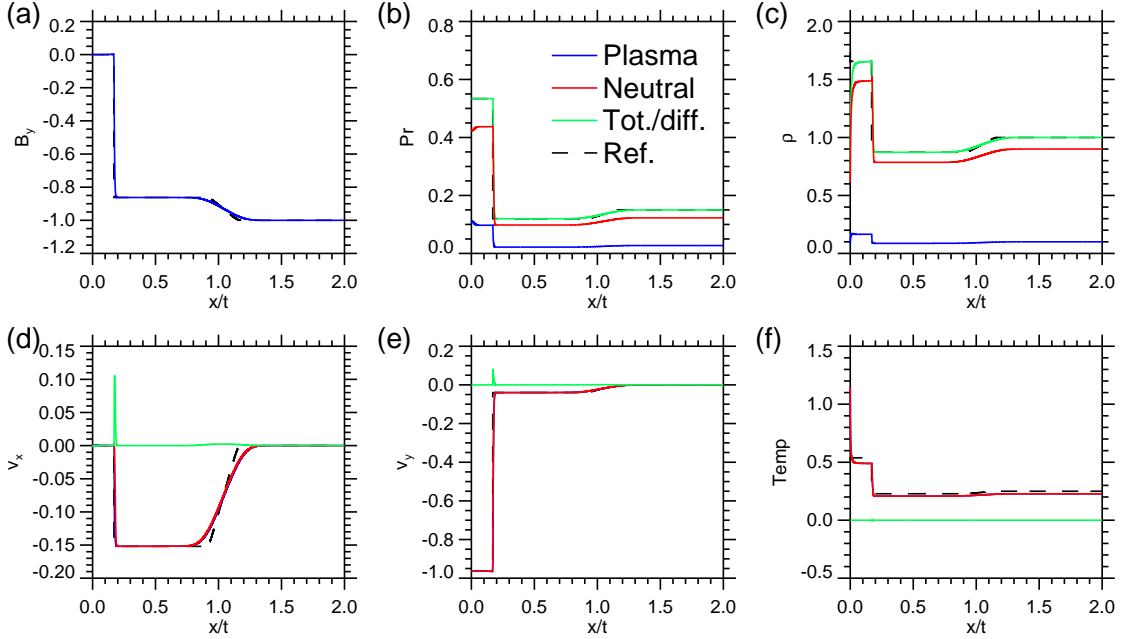 (a)
0.2
0.0
-0.2
-0.4
-0.6
-0.8
-1.0
-1.2
B_y
0.0 0.5 1.0 1.5 2.0
x/t
(b)
0.8
0.6
0.4
0.2
0.0
Pr
Plasma
Neutral
Tot./diff.
Ref.
0.0 0.5 1.0 1.5 2.0
x/t
(c)
2.0
1.5
1.0
0.5
0.0
ρ
0.0 0.5 1.0 1.5 2.0
x/t
(d)
0.15
0.10
0.05
0.00
-0.05
-0.10
-0.15
-0.20
v_x
0.0 0.5 1.0 1.5 2.0
x/t
(e)
0.2
0.0
-0.2
-0.4
-0.6
-0.8
-1.0
v_y
0.0 0.5 1.0 1.5 2.0
x/t
(f)
1.5
1.0
0.5
0.0
-0.5
Temp
0.0 0.5 1.0 1.5 2.0
x/t